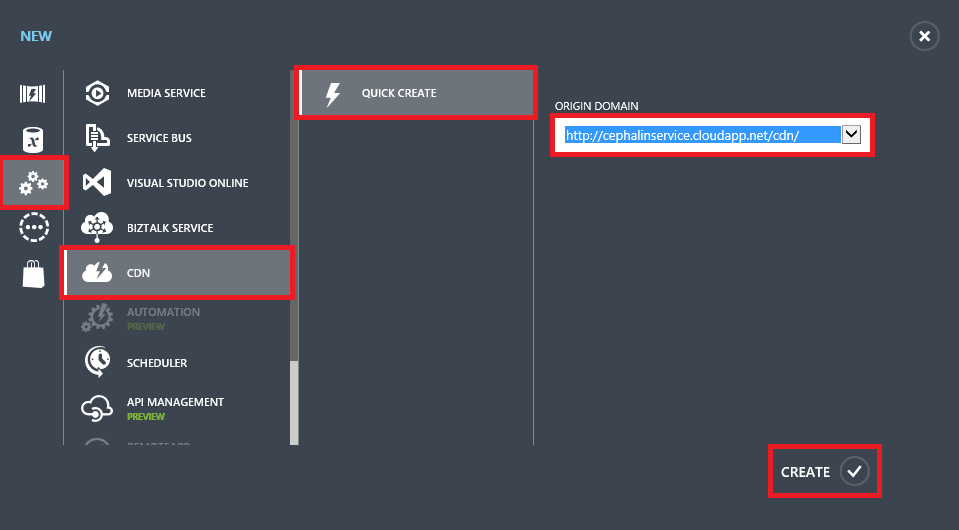 NEW
MEDIA SERVICE
SERVICE BUS
VISUAL STUDIO ONLINE
BIZTALK SERVICE
CDN
AUTOMATION
PREVIEW
SCHEDULER
API MANAGEMENT
PREVIEW
QUICK CREATE
ORIGIN DOMAIN
http://cephalinservice.cloudapp.net/cdn/
CREATE